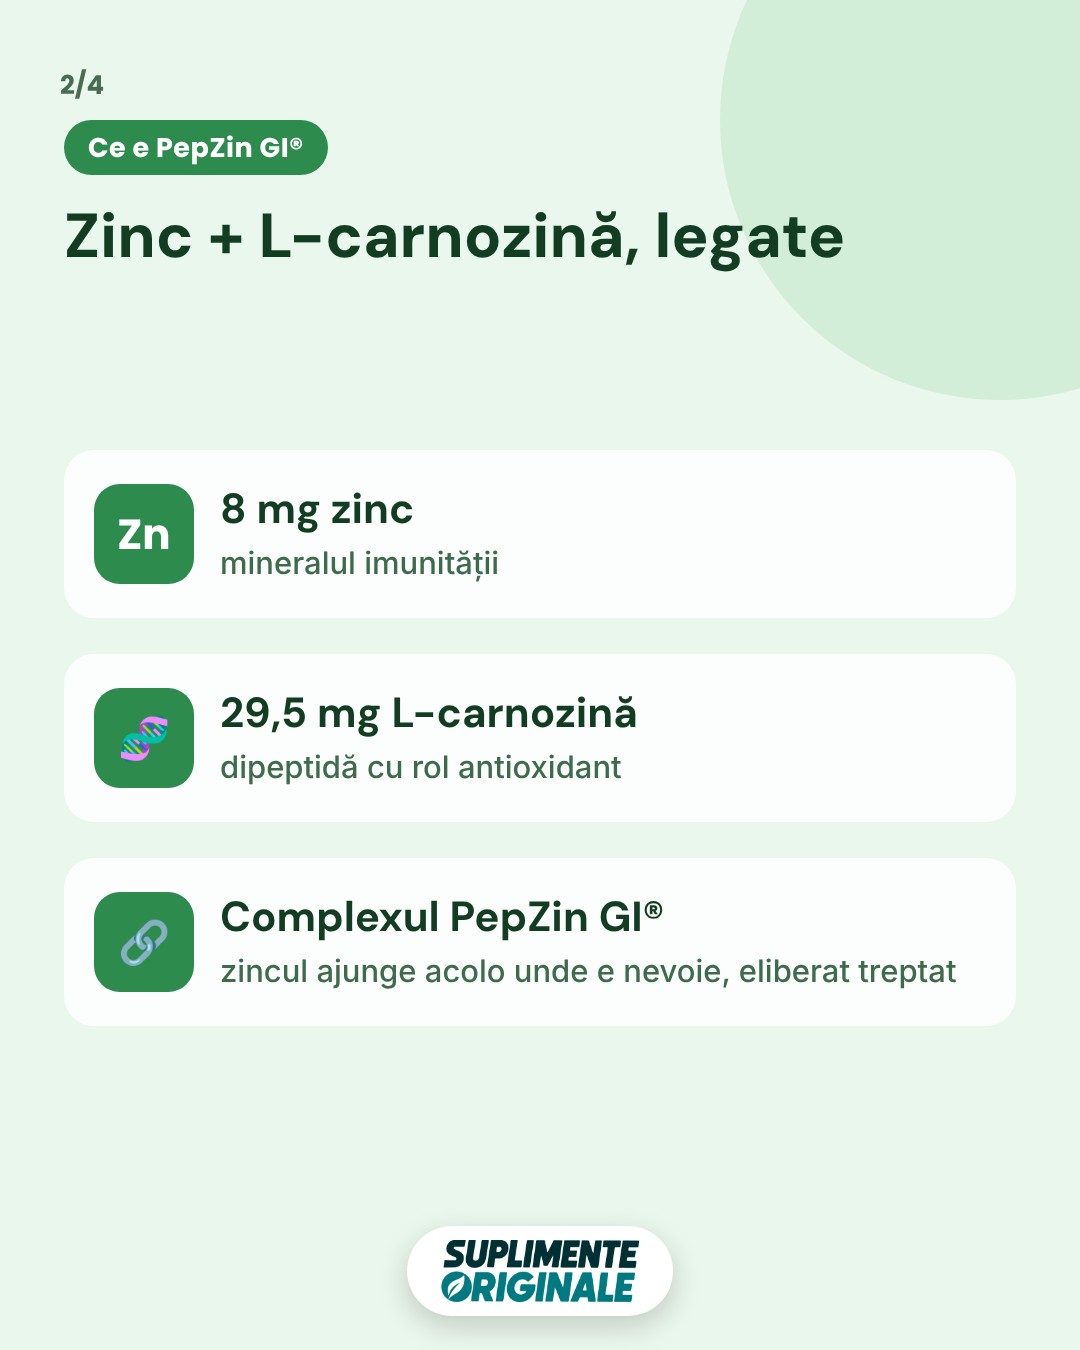 2/4
Ce e PepZin GI®
Zinc + L-carnozină, legate
Zn
8 mg zinc
mineralul imunității
29,5 mg L-carnozină
dipeptidă cu rol antioxidant
Complexul PepZin GI®
zincul ajunge acolo unde e nevoie, eliberat treptat
SUPLIMENTE
ORIGINALE